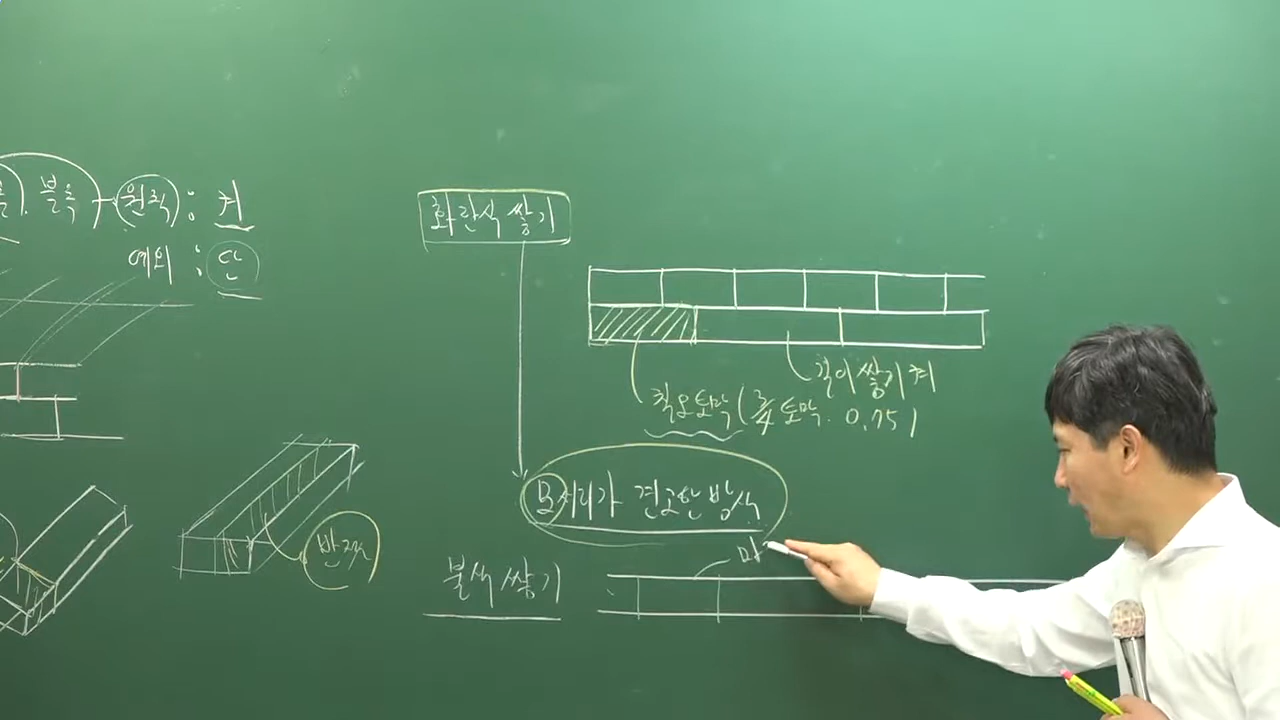 블록 원칙 : 켜
예외 : 단
화란식 쌓기
길이쌓기켜
칠오토막 (3/4 토막. 0.75)
모서리가 견고한 방식
반절
불식쌓기
마